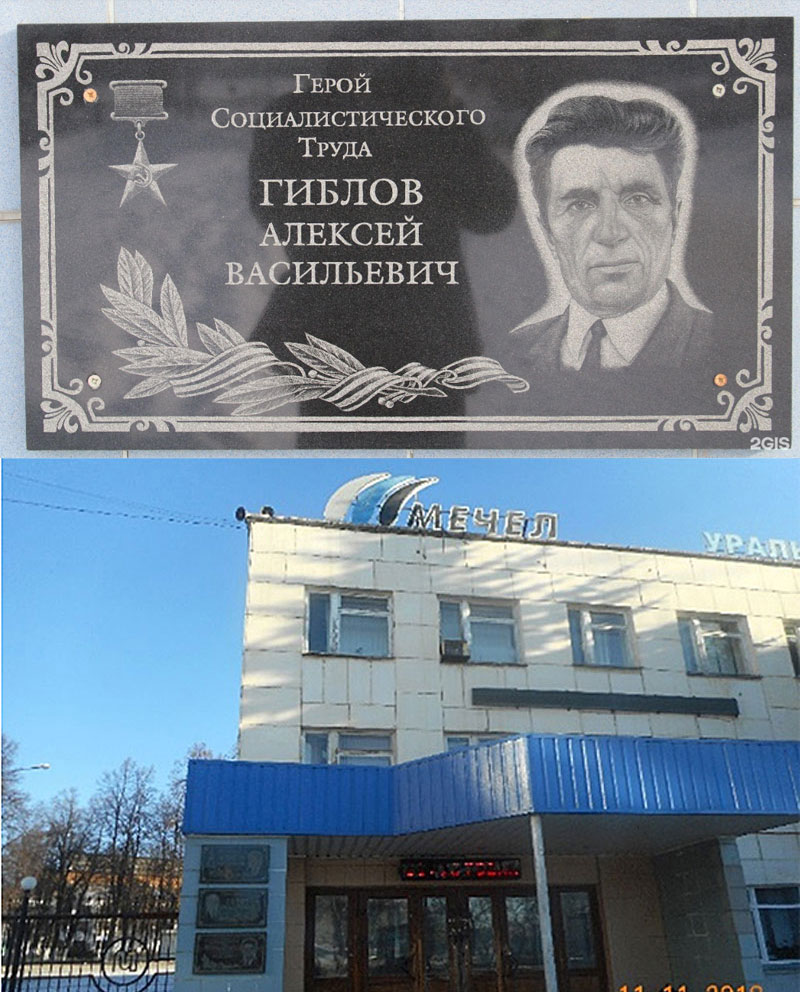 Герой
Социалистического
Труда
ГИБЛОВ
АЛЕКСЕЙ
ВАСИЛЬЕВИЧ
2GIS
МЕЧЕЛ